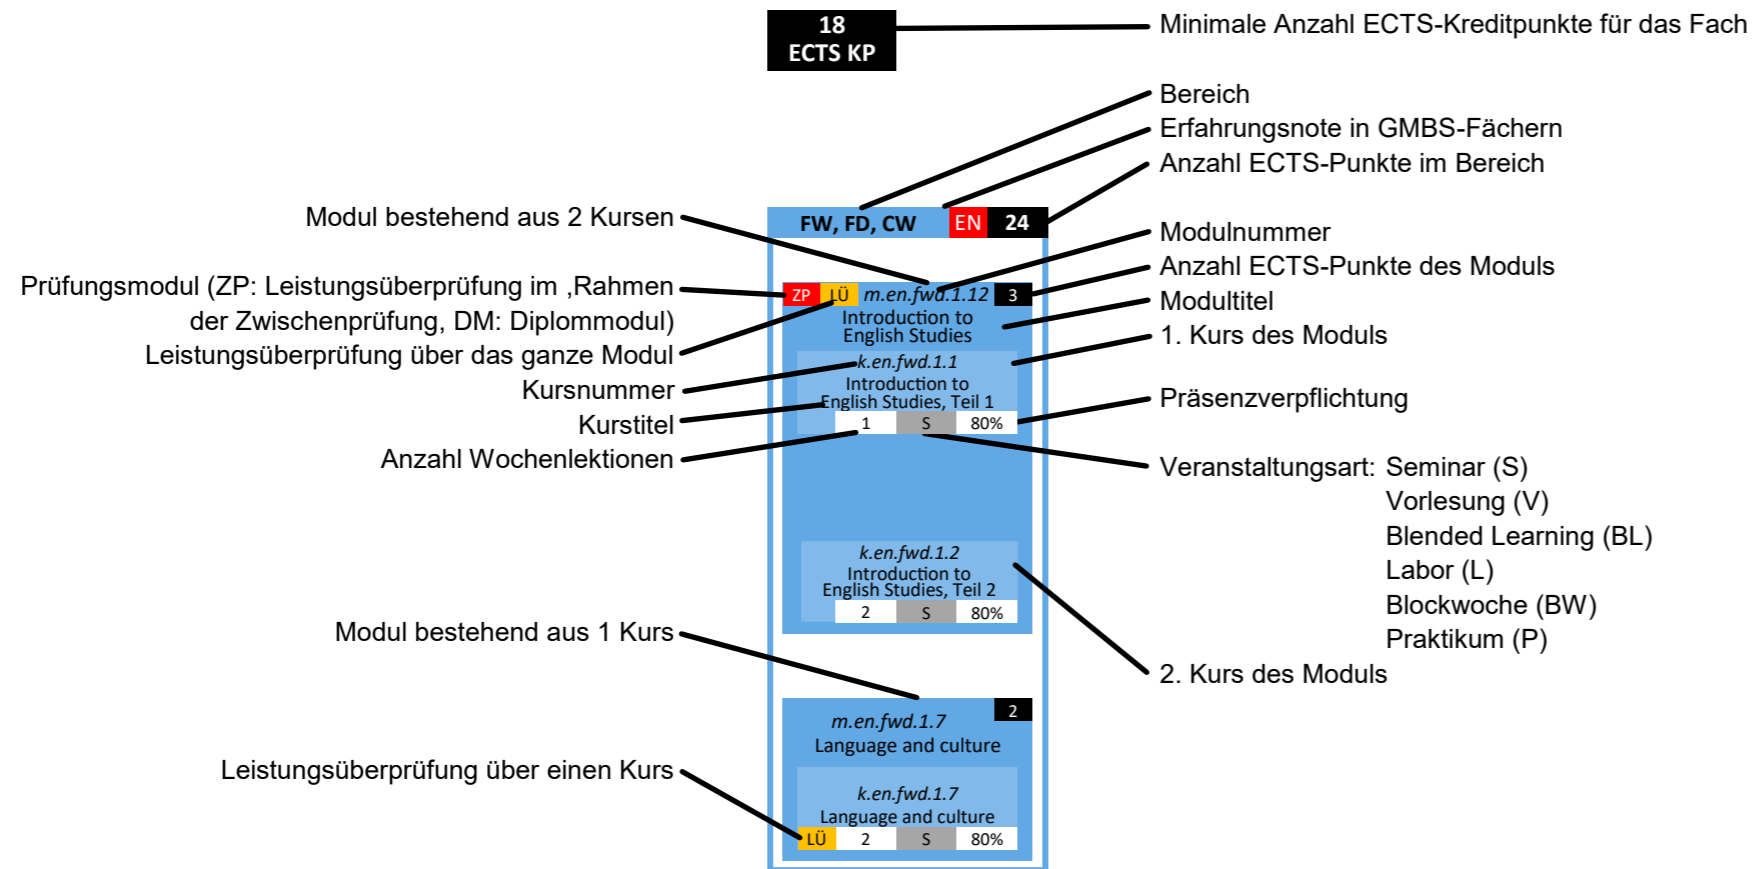 18
ECTS KP
Minimale Anzahl ECTS-Kreditpunkte für das Fach
Bereich
Erfahrungsnote in GMBS-Fächern
Anzahl ECTS-Punkte im Bereich
Modul bestehend aus 2 Kursen
FW, FD, CW EN 24
Modulnummer
Anzahl ECTS-Punkte des Moduls
Modultitel
1. Kurs des Moduls
Prüfungsmodul (ZP: Leistungsüberprüfung im ‚Rahmen
der Zwischenprüfung, DM: Diplommodul)
Leistungsüberprüfung über das ganze Modul
Kursnummer
Kurstitel
Anzahl Wochenlektionen
ZP LÜ m.en.fwd.1.12 3
Introduction to
English Studies
k.en.fwd.1.1
Introduction to
English Studies, Teil 1
1 S 80%
Präsenzverpflichtung
Veranstaltungsart: Seminar (S)
Vorlesung (V)
Blended Learning (BL)
Labor (L)
Blockwoche (BW)
Praktikum (P)
2. Kurs des Moduls
k.en.fwd.1.2
Introduction to
English Studies, Teil 2
2 S 80%
Modul bestehend aus 1 Kurs
m.en.fwd.1.7 2
Language and culture
Leistungsüberprüfung über einen Kurs
k.en.fwd.1.7
Language and culture
LÜ 2 S 80%